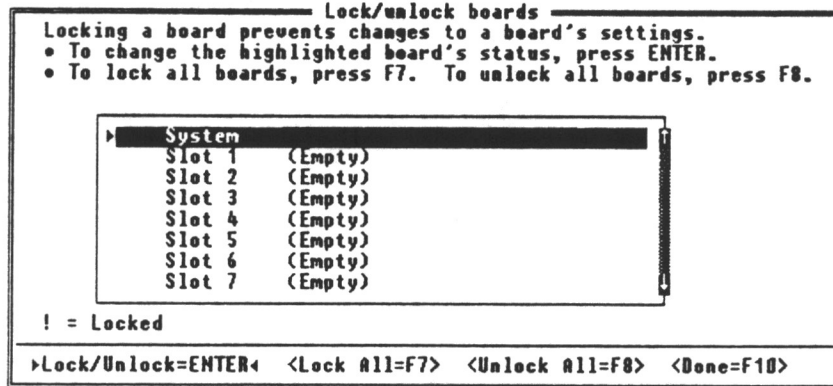 Lock/unlock boards
Locking a board prevents changes to a board's settings.
• To change the highlighted board's status, press ENTER.
• To lock all boards, press F7. To unlock all boards, press F8.
System
Slot 1 (Empty)
Slot 2 (Empty)
Slot 3 (Empty)
Slot 4 (Empty)
Slot 5 (Empty)
Slot 6 (Empty)
Slot 7 (Empty)
! = Locked
►Lock/Unlock=ENTER◄ <Lock All=F7> <Unlock All=F8> <Done=F10>